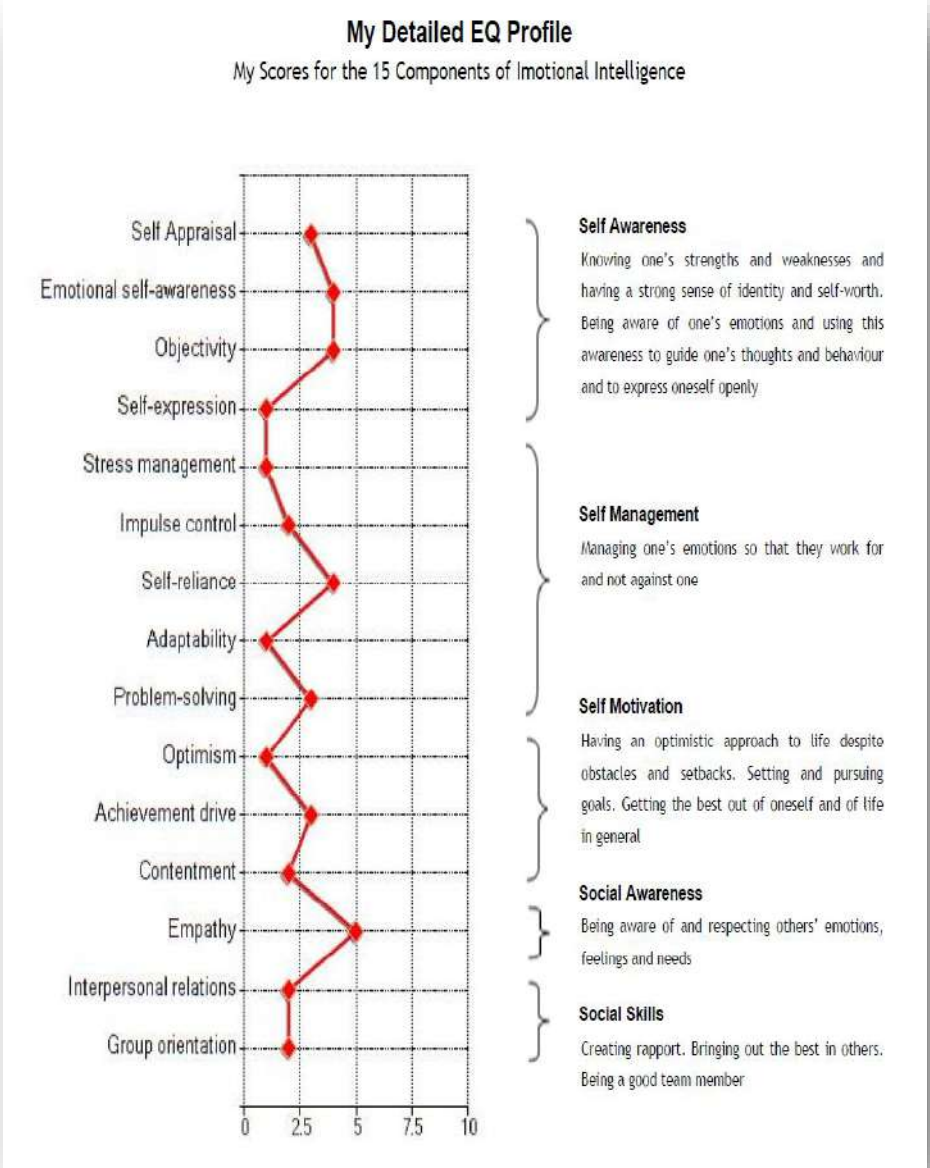 My Detailed EQ Profile
My Scores for the 15 Components of Imotional Intelligence
Self Appraisal
Emotional self-awareness
Objectivity
Self-expression
Stress management
Impulse control
Self-reliance
Adaptability
Problem-solving
Optimism
Achievement drive
Contentment
Empathy
Interpersonal relations
Group orientation
0 2.5 5 7.5 10
Self Awareness
Knowing one's strengths and weaknesses and
having a strong sense of identity and self-worth.
Being aware of one's emotions and using this
awareness to guide one's thoughts and behaviour
and to express oneself openly
Self Management
Managing one's emotions so that they work for
and not against one
Self Motivation
Having an optimistic approach to life despite
obstacles and setbacks. Setting and pursuing
goals. Getting the best out of oneself and of life
in general
Social Awareness
Being aware of and respecting others' emotions,
feelings and needs
Social Skills
Creating rapport. Bringing out the best in others.
Being a good team member